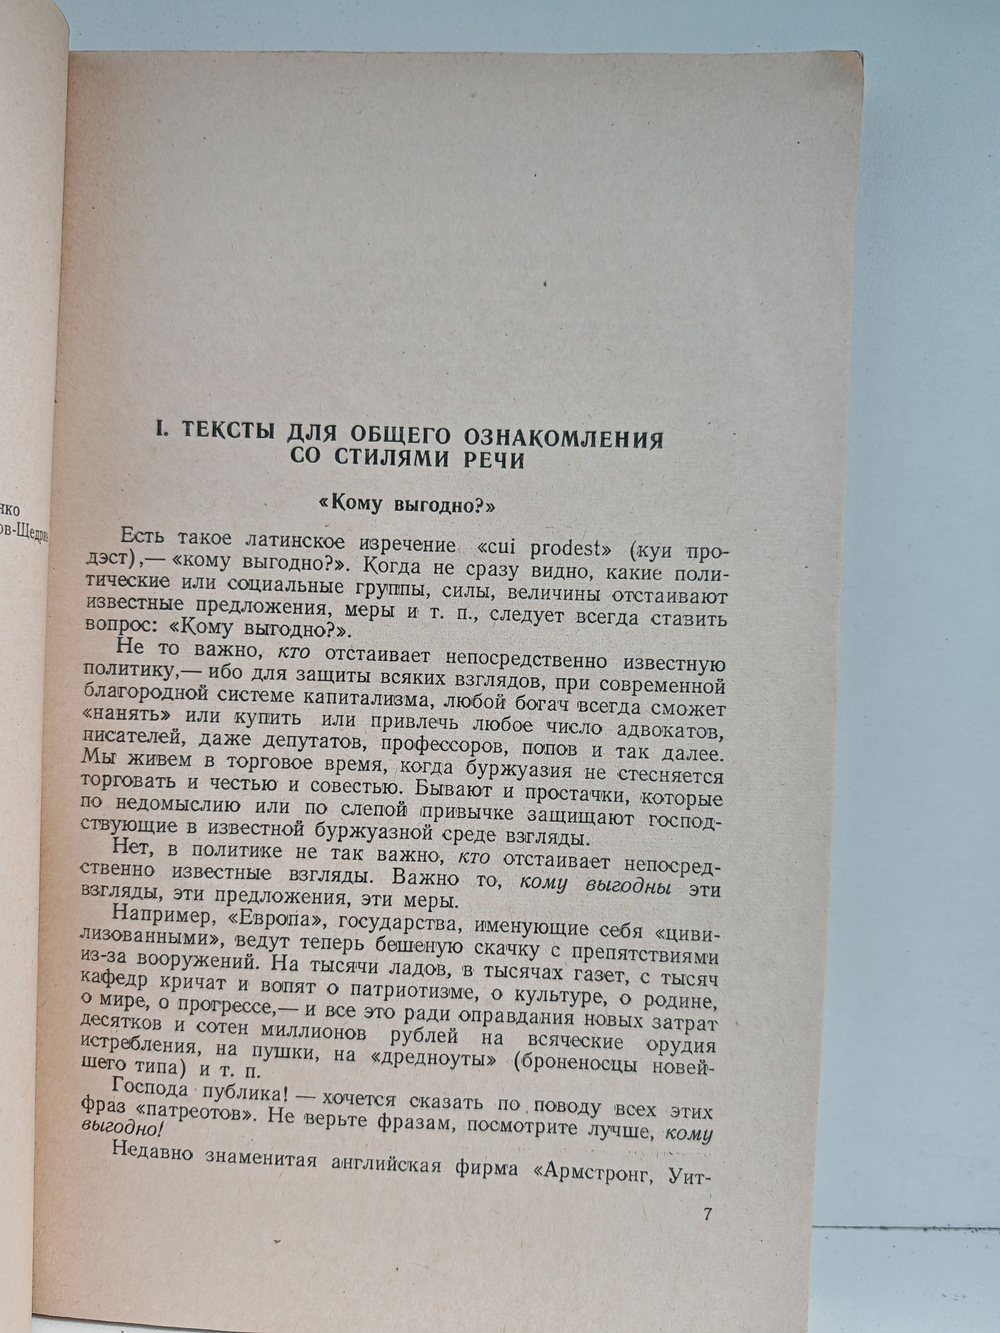 нко
ов-Щедрин
I. ТЕКСТЫ ДЛЯ ОБЩЕГО ОЗНАКОМЛЕНИЯ
СО СТИЛЯМИ РЕЧИ
«Кому выгодно?»
Есть такое латинское изречение «cui prodest» (куи про-
дэст),— «кому выгодно?». Когда не сразу видно, какие поли-
тические или социальные группы, силы, величины отстаивают
известные предложения, меры и т. п., следует всегда ставить
вопрос: «Кому выгодно?».
Не то важно, кто отстаивает непосредственно известную
политику,— ибо для защиты всяких взглядов, при современной
благородной системе капитализма, любой богач всегда сможет
«нанять» или купить или привлечь любое число адвокатов,
писателей, даже депутатов, профессоров, попов и так далее.
Мы живем в торговое время, когда буржуазия не стесняется
торговать и честью и совестью. Бывают и простачки, которые
по недомыслию или по слепой привычке защищают господ-
ствующие в известной буржуазной среде взгляды.
Нет, в политике не так важно, кто отстаивает непосред-
ственно известные взгляды. Важно то, кому выгодны эти
взгляды, эти предложения, эти меры.
Например, «Европа», государства, именующие себя «циви-
лизованными», ведут теперь бешеную скачку с препятствиями
из-за вооружений. На тысячи ладов, в тысячах газет, с тысяч
кафедр кричат и вопят о патриотизме, о культуре, о родине,
о мире, о прогрессе,— и все это ради оправдания новых затрат
десятков и сотен миллионов рублей на всяческие орудия
истребления, на пушки, на «дредноуты» (броненосцы новей-
шего типа) и т. п.
Господа публика! — хочется сказать по поводу всех этих
фраз «патреотов». Не верьте фразам, посмотрите лучше, кому
выгодно!
Недавно знаменитая английская фирма «Армстронг, Уит-
7